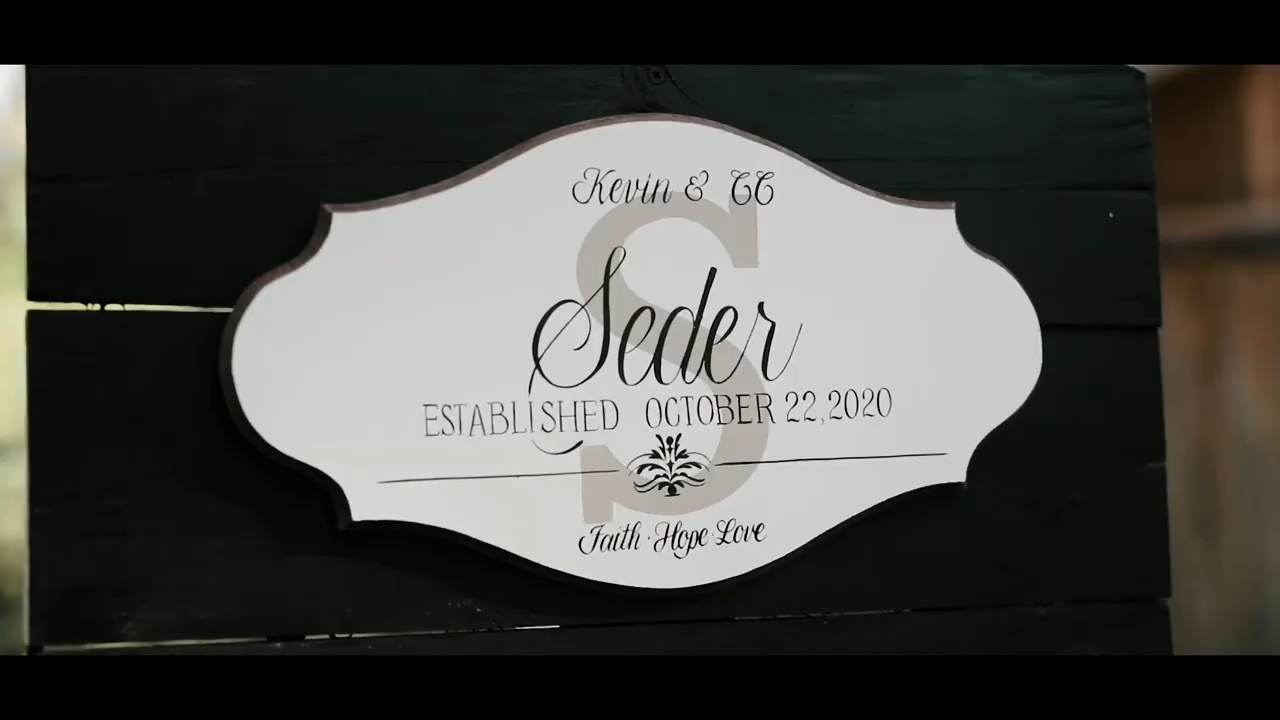 Kevin & CC
S
Seder
ESTABLISHED OCTOBER 22, 2020
Faith · Hope · Love